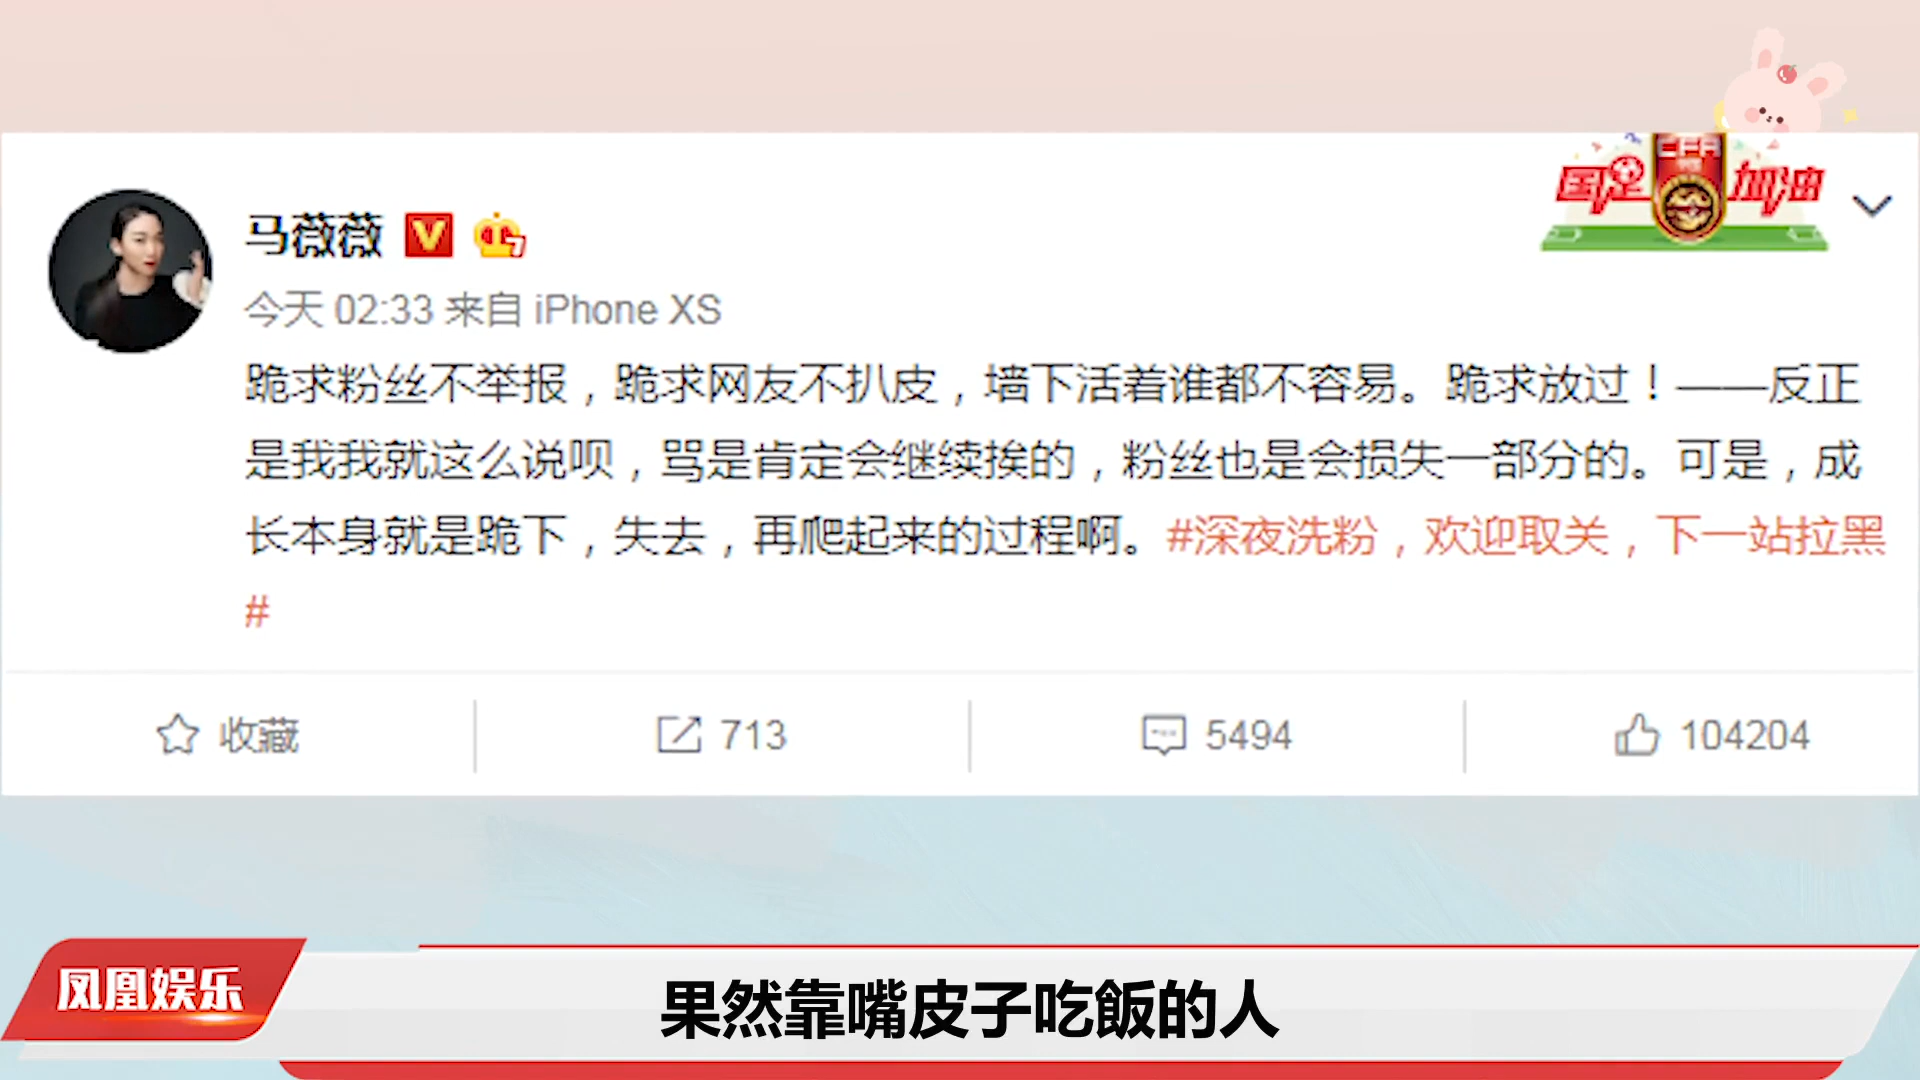 CFA
国足 加油
马薇薇
今天 02:33 来自 iPhone XS
跪求粉丝不举报，跪求网友不扒皮，墙下活着谁都不容易。跪求放过！——反正
是我我就这么说呗，骂是肯定会继续挨的，粉丝也是会损失一部分的。可是，成
长本身就是跪下，失去，再爬起来的过程啊。#深夜洗粉，欢迎取关，下一站拉黑
#
收藏 713 5494 104204
凤凰娱乐
果然靠嘴皮子吃飯的人